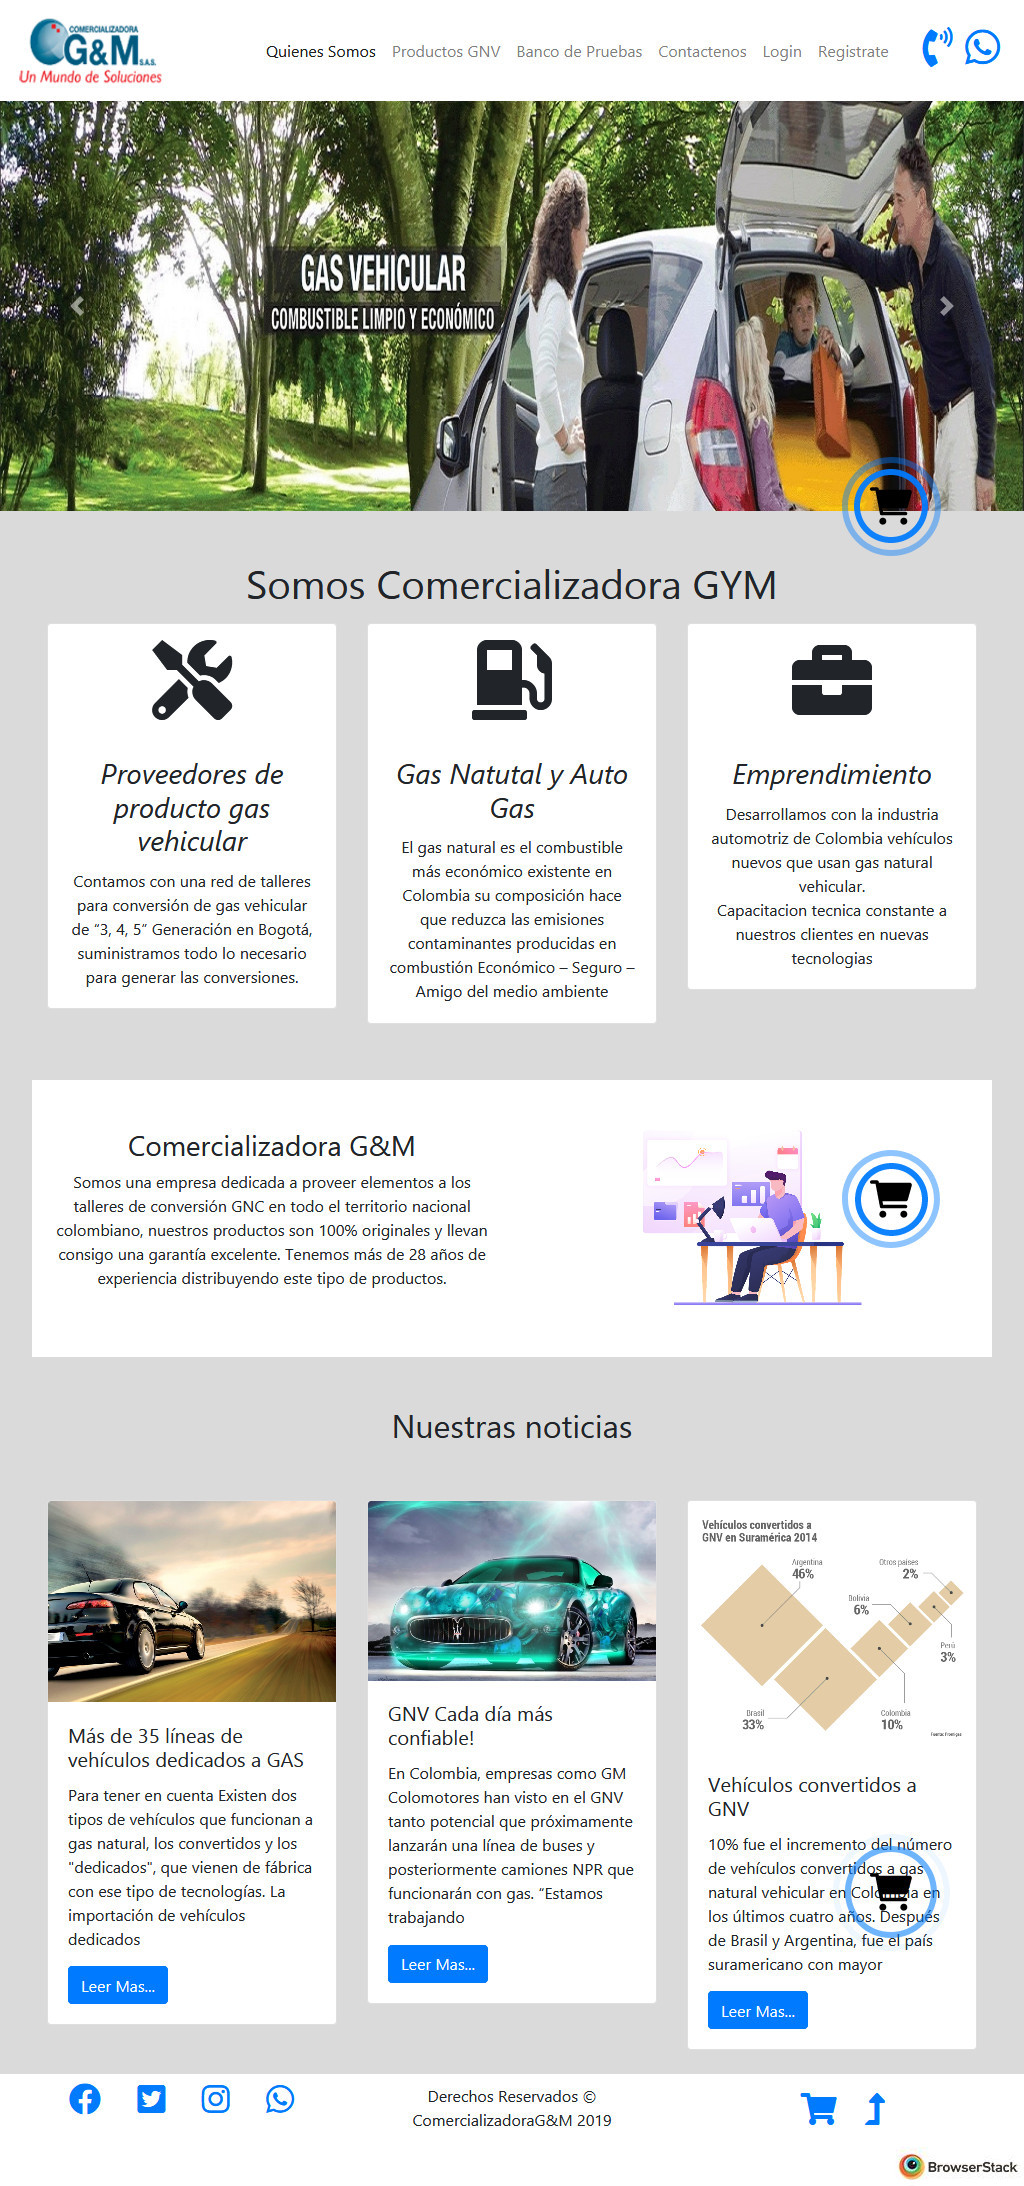 COMERCIALIZADORA
G&M S.A.S.
Un Mundo de Soluciones
Quienes Somos Productos GNV Banco de Pruebas Contactenos Login Registrate
GAS VEHICULAR
COMBUSTIBLE LIMPIO Y ECONÓMICO
Somos Comercializadora GYM
Proveedores de
producto gas
vehicular
Contamos con una red de talleres
para conversión de gas vehicular
de “3, 4, 5” Generación en Bogotá,
suministramos todo lo necesario
para generar las conversiones.
Gas Natutal y Auto
Gas
El gas natural es el combustible
más económico existente en
Colombia su composición hace
que reduzca las emisiones
contaminantes producidas en
combustión Económico – Seguro –
Amigo del medio ambiente
Emprendimiento
Desarrollamos con la industria
automotriz de Colombia vehículos
nuevos que usan gas natural
vehicular.
Capacitacion tecnica constante a
nuestros clientes en nuevas
tecnologias
Comercializadora G&M
Somos una empresa dedicada a proveer elementos a los
talleres de conversión GNC en todo el territorio nacional
colombiano, nuestros productos son 100% originales y llevan
consigo una garantía excelente. Tenemos más de 28 años de
experiencia distribuyendo este tipo de productos.
Nuestras noticias
Más de 35 líneas de
vehículos dedicados a GAS
Para tener en cuenta Existen dos
tipos de vehículos que funcionan a
gas natural, los convertidos y los
"dedicados", que vienen de fábrica
con ese tipo de tecnologías. La
importación de vehículos
dedicados
Leer Mas...
GNV Cada día más
confiable!
En Colombia, empresas como GM
Colomotores han visto en el GNV
tanto potencial que próximamente
lanzarán una línea de buses y
posteriormente camiones NPR que
funcionarán con gas. “Estamos
trabajando
Leer Mas...
Vehículos convertidos a
GNV en Suramérica 2014
Argentina
46%
Otros países
2%
Bolivia
6%
Perú
3%
Brasil
33%
Colombia
10%
Vehículos convertidos a
GNV
10% fue el incremento del número
de vehículos convertidos a gas
natural vehicular en Colombia en
los últimos cuatro años. Después
de Brasil y Argentina, fue el país
suramericano con mayor
Leer Mas...
Derechos Reservados ©
ComercializadoraG&M 2019
BrowserStack